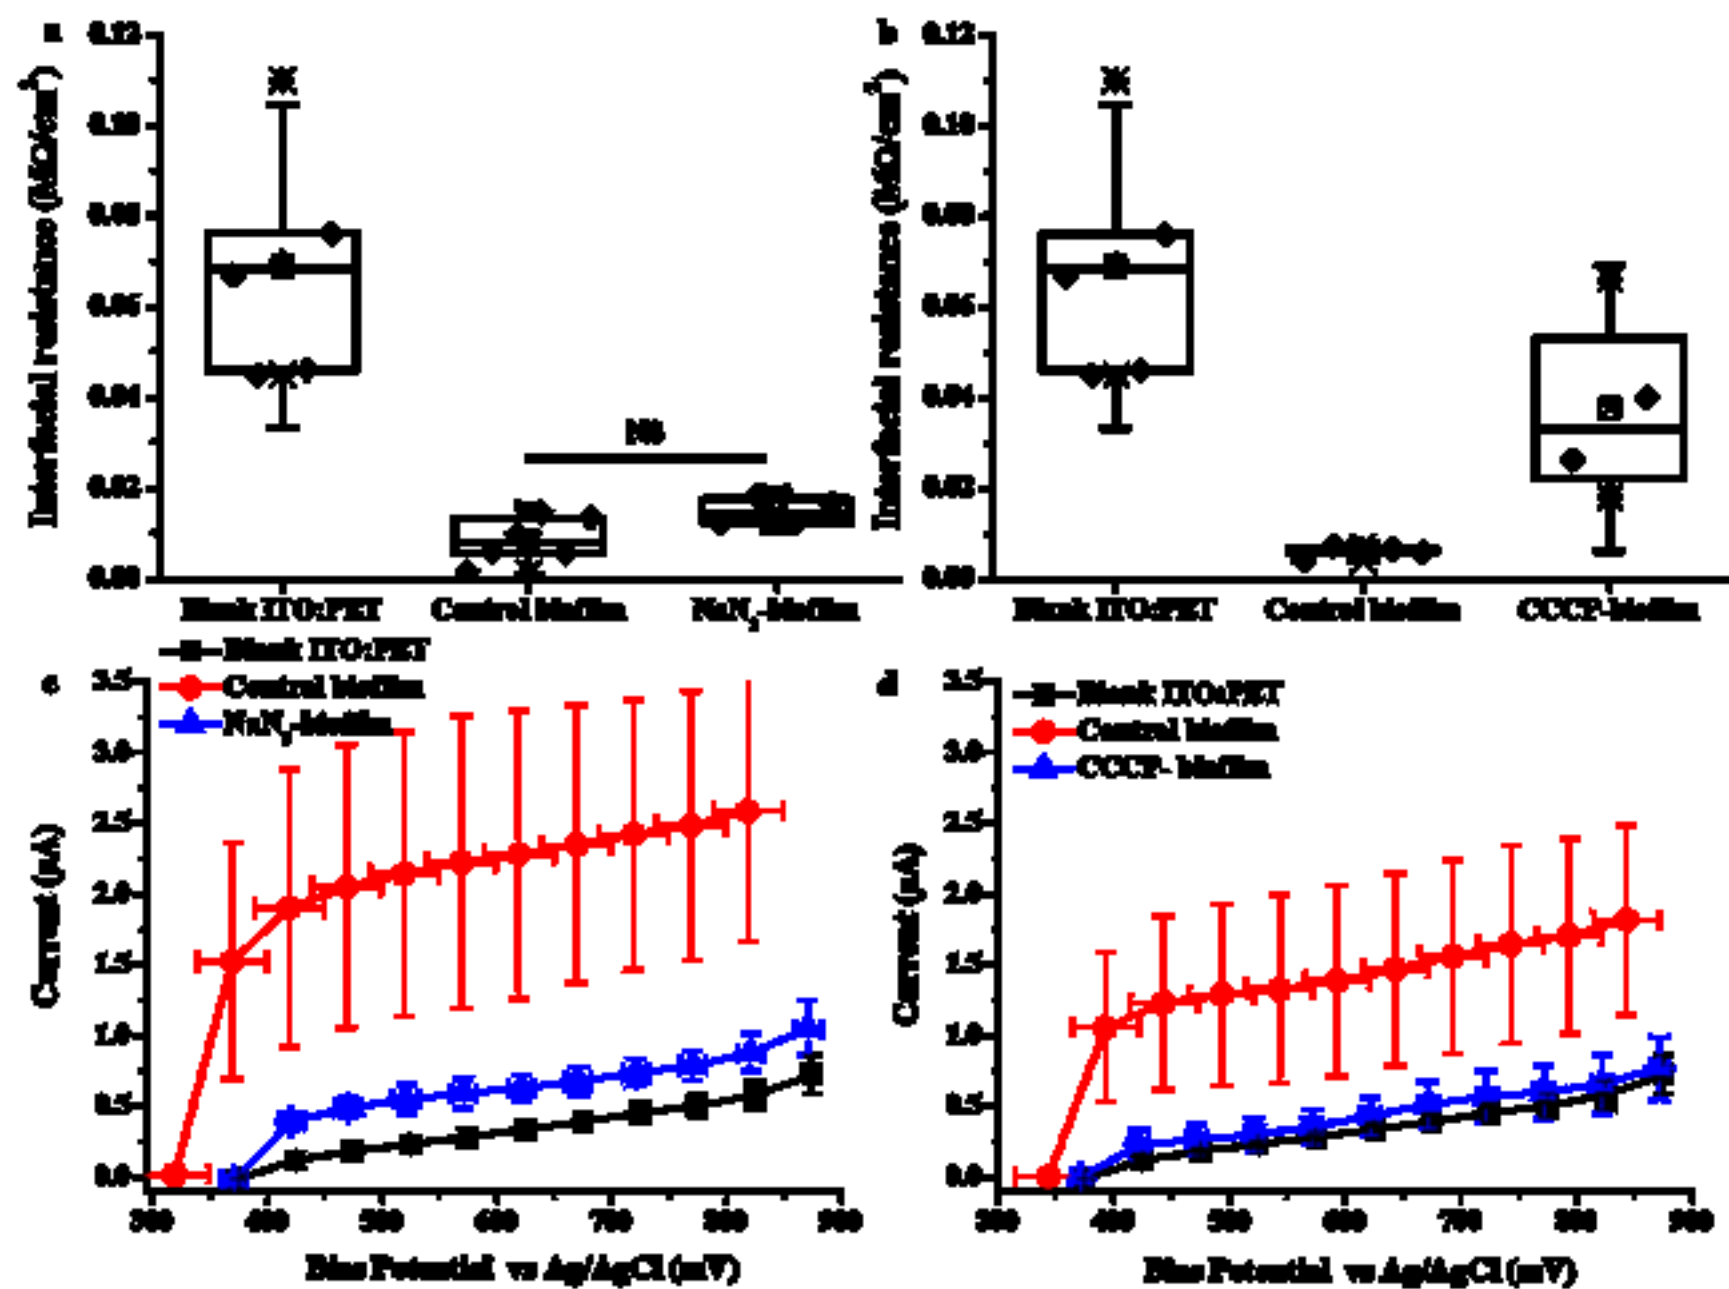 a
Interfacial resistance (MΩ/cm²)
0.12
0.10
0.08
0.06
0.04
0.02
0.00
NS
Blank ITO:PET Control biofilm NaN₃-biofilm
b
Interfacial resistance (MΩ/cm²)
0.12
0.10
0.08
0.06
0.04
0.02
0.00
Blank ITO:PET Control biofilm CCCP-biofilm
c
Blank ITO:PET
Control biofilm
NaN₃-biofilm
Current (μA)
3.5
3.0
2.5
2.0
1.5
1.0
0.5
0.0
300 400 500 600 700 800 900
Bias Potential vs Ag/AgCl (mV)
d
Blank ITO:PET
Control biofilm
CCCP- biofilm
Current (μA)
3.5
3.0
2.5
2.0
1.5
1.0
0.5
0.0
300 400 500 600 700 800 900
Bias Potential vs Ag/AgCl (mV)